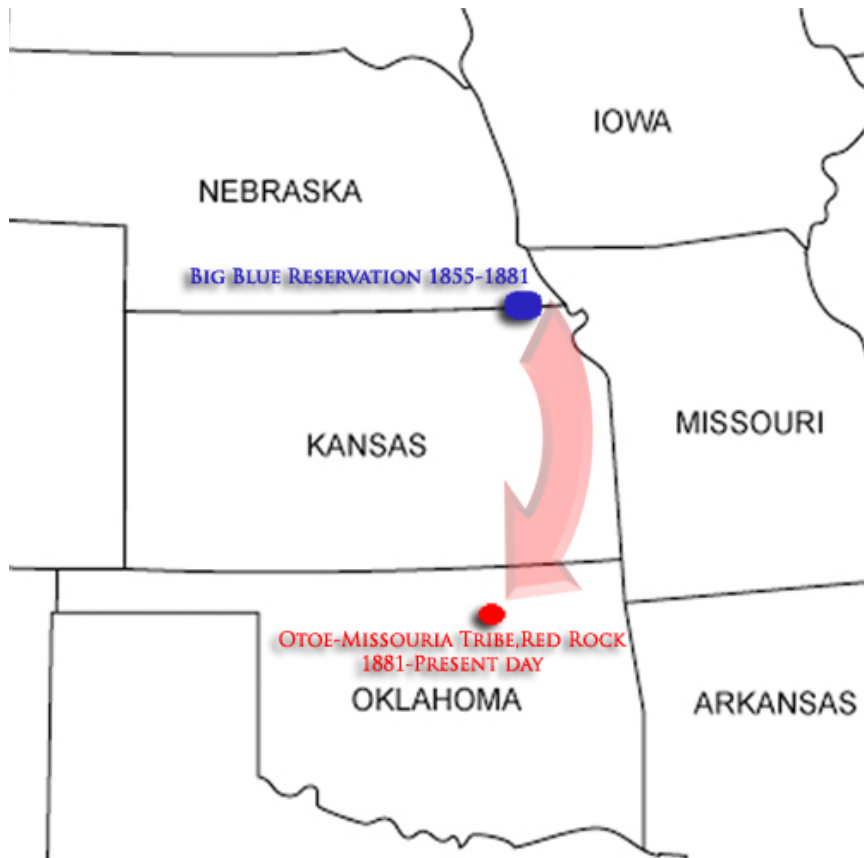 IOWA
NEBRASKA
BIG BLUE RESERVATION 1855-1881
MISSOURI
KANSAS
OTOE-MISSOURIA TRIBE,RED ROCK
1881-PRESENT DAY
OKLAHOMA
ARKANSAS